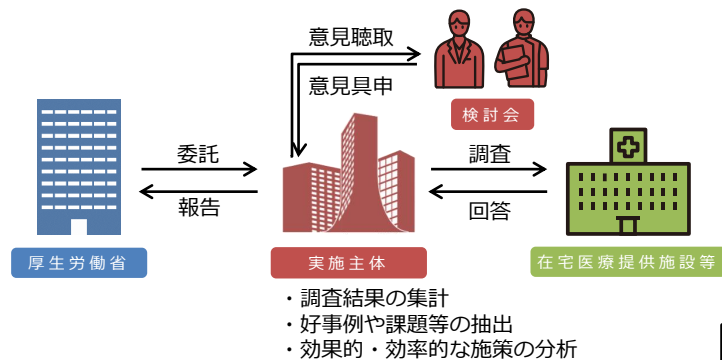 意見聴取
意見具申
検討会
委託
報告
調査
回答
厚生労働省
実施主体
在宅医療提供施設等
・調査結果の集計
・好事例や課題等の抽出
・効果的・効率的な施策の分析